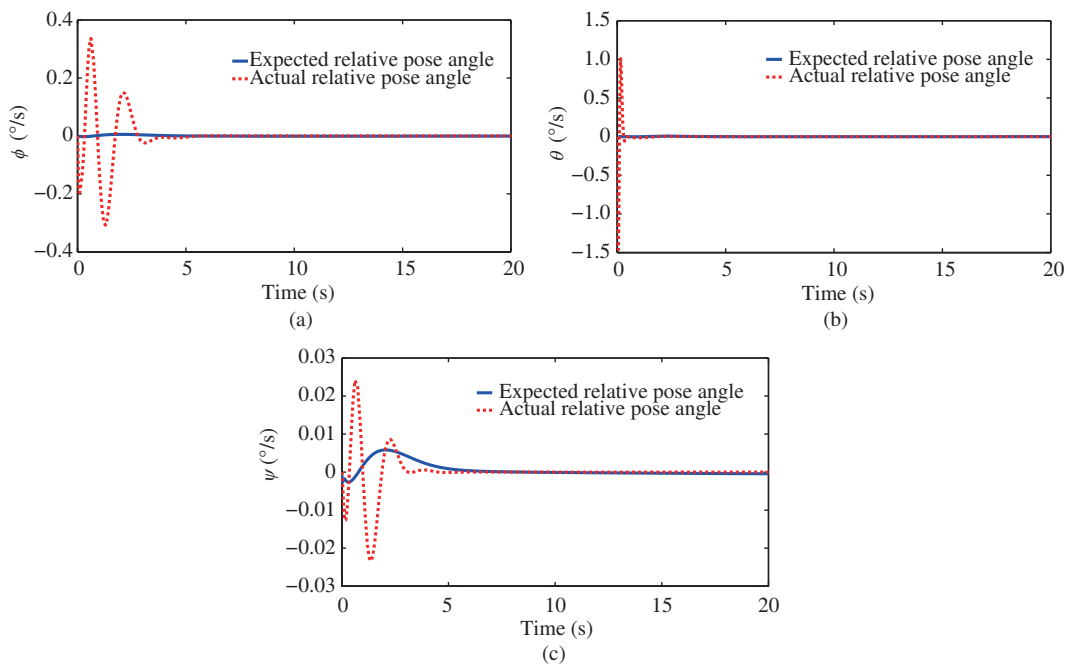 0.4
0.2
0
−0.2
−0.4
ϕ (°/s)
Expected relative pose angle
Actual relative pose angle
0 5 10 15 20
Time (s)
(a)
1.5
1.0
0.5
0
−0.5
−1.0
−1.5
θ (°/s)
Expected relative pose angle
Actual relative pose angle
0 5 10 15 20
Time (s)
(b)
0.03
0.02
0.01
0
−0.01
−0.02
−0.03
ψ (°/s)
Expected relative pose angle
Actual relative pose angle
0 5 10 15 20
Time (s)
(c)